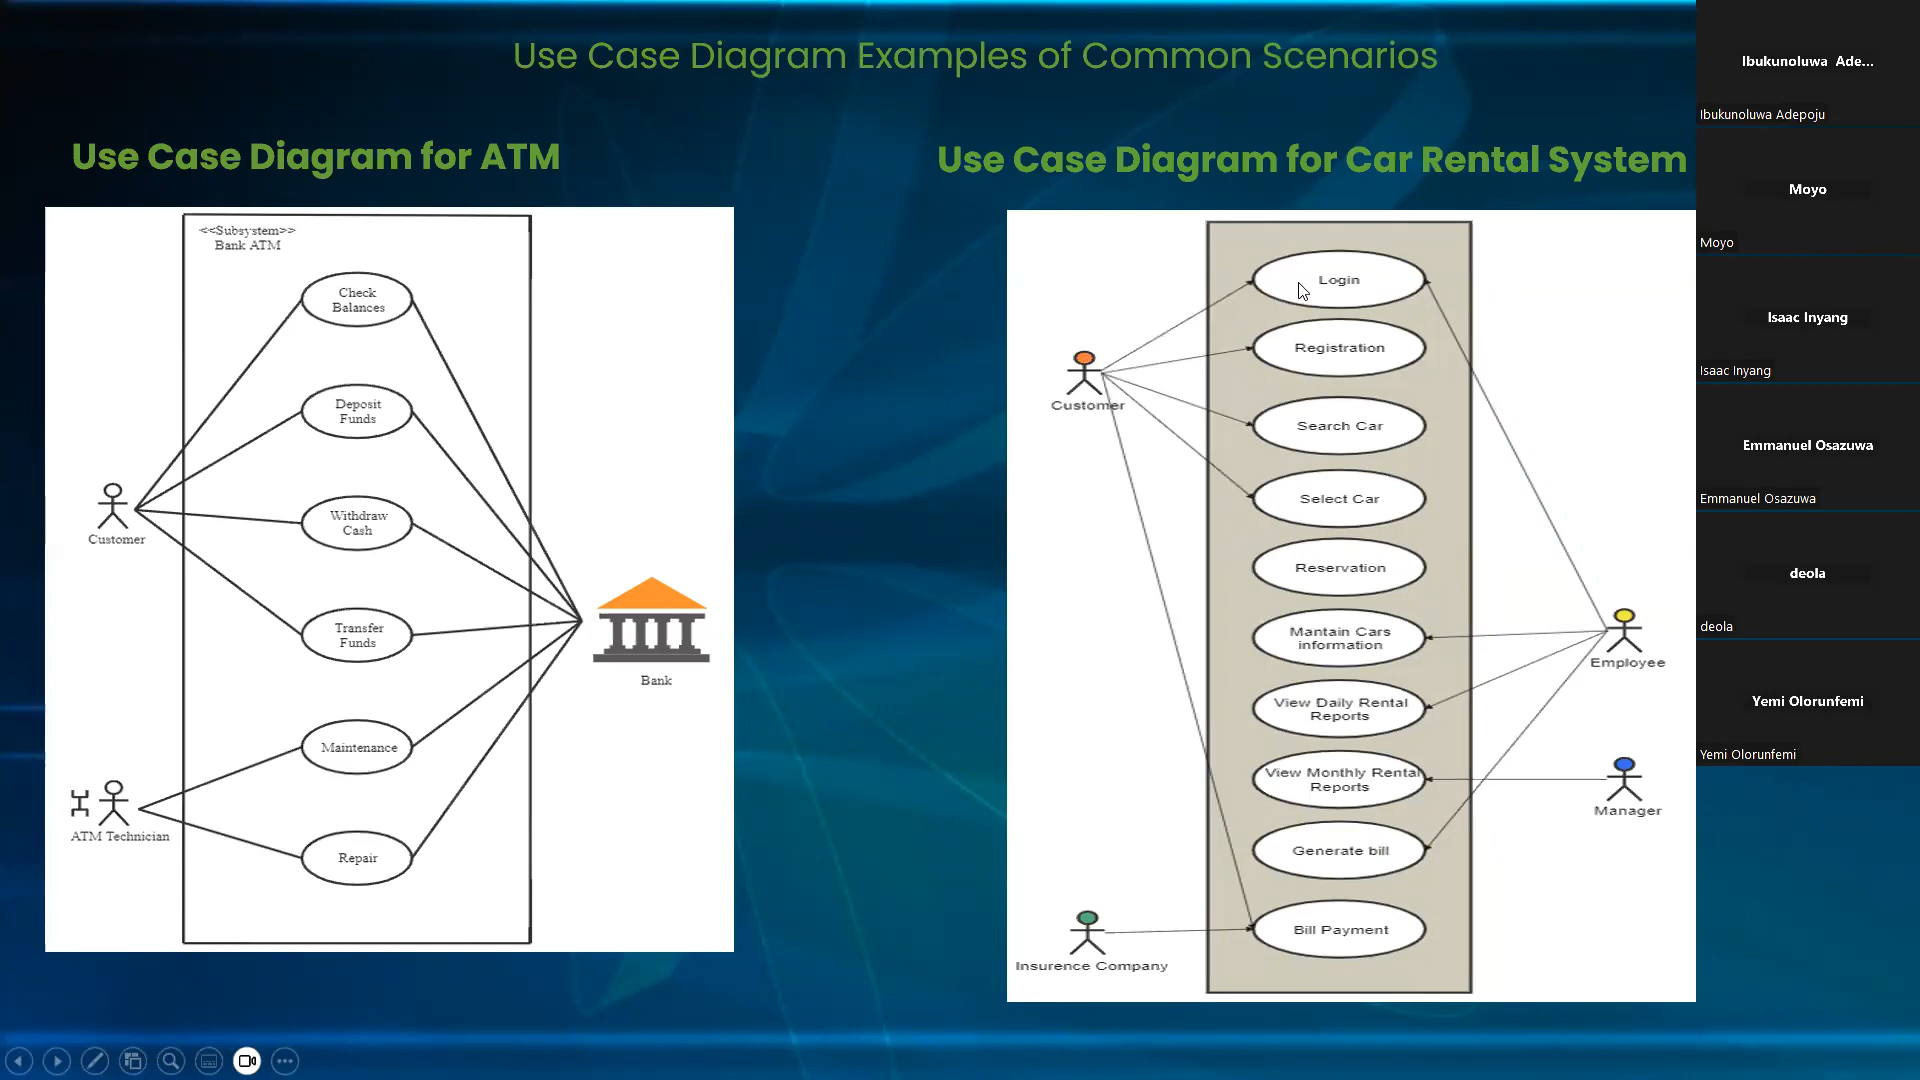 Use Case Diagram Examples of Common Scenarios
Use Case Diagram for ATM
<<Subsystem>>
Bank ATM
Check
Balances
Deposit
Funds
Withdraw
Cash
Customer
Transfer
Funds
Bank
Maintenance
ATM Technician
Repair
Use Case Diagram for Car Rental System
Login
Registration
Customer
Search Car
Select Car
Reservation
Mantain Cars
information
Employee
View Daily Rental
Reports
View Monthly Rental
Reports
Manager
Generate bill
Bill Payment
Insurence Company
Ibukunoluwa Ade...
Ibukunoluwa Adepoju
Moyo
Moyo
Isaac Inyang
Isaac Inyang
Emmanuel Osazuwa
Emmanuel Osazuwa
deola
deola
Yemi Olorunfemi
Yemi Olorunfemi